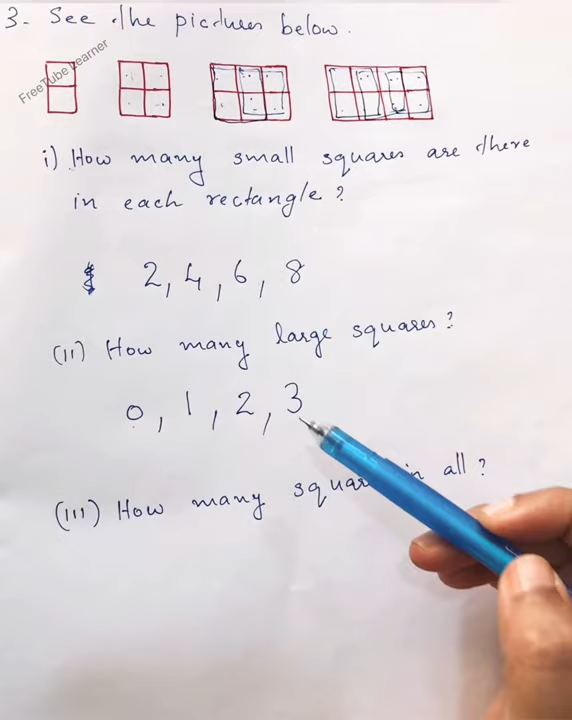 3. See the pictures below.
FreeTube Learner
i) How many small squares are there
in each rectangle?
2, 4, 6, 8
(ii) How many large squares?
0, 1, 2, 3
(iii) How many in all?